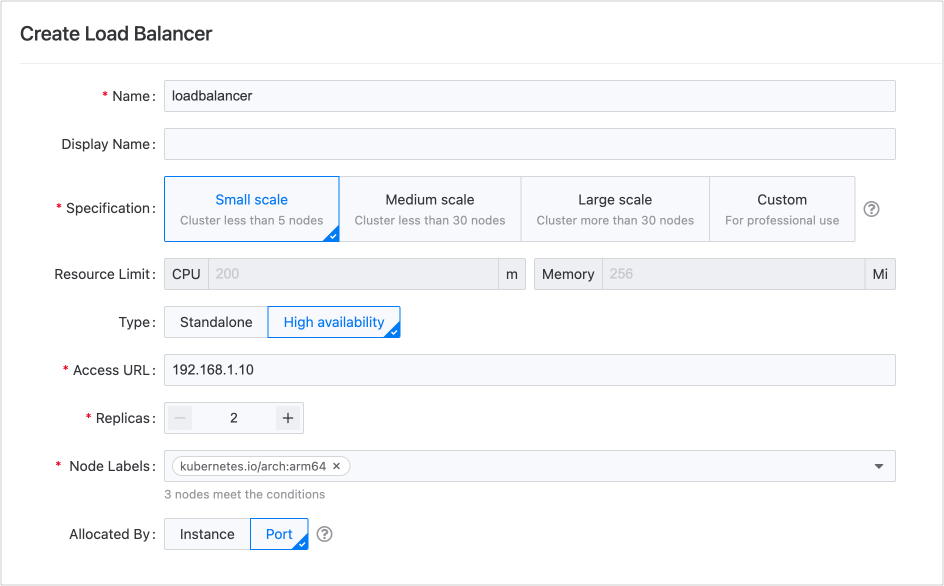 Create Load Balancer
* Name: loadbalancer
Display Name:
* Specification: Small scale Medium scale Large scale Custom ?
Cluster less than 5 nodes Cluster less than 30 nodes Cluster more than 30 nodes For professional use
Resource Limit: CPU 200 m Memory 256 Mi
Type: Standalone High availability
* Access URL: 192.168.1.10
* Replicas: − 2 +
* Node Labels: kubernetes.io/arch:arm64 ×
3 nodes meet the conditions
Allocated By: Instance Port ?